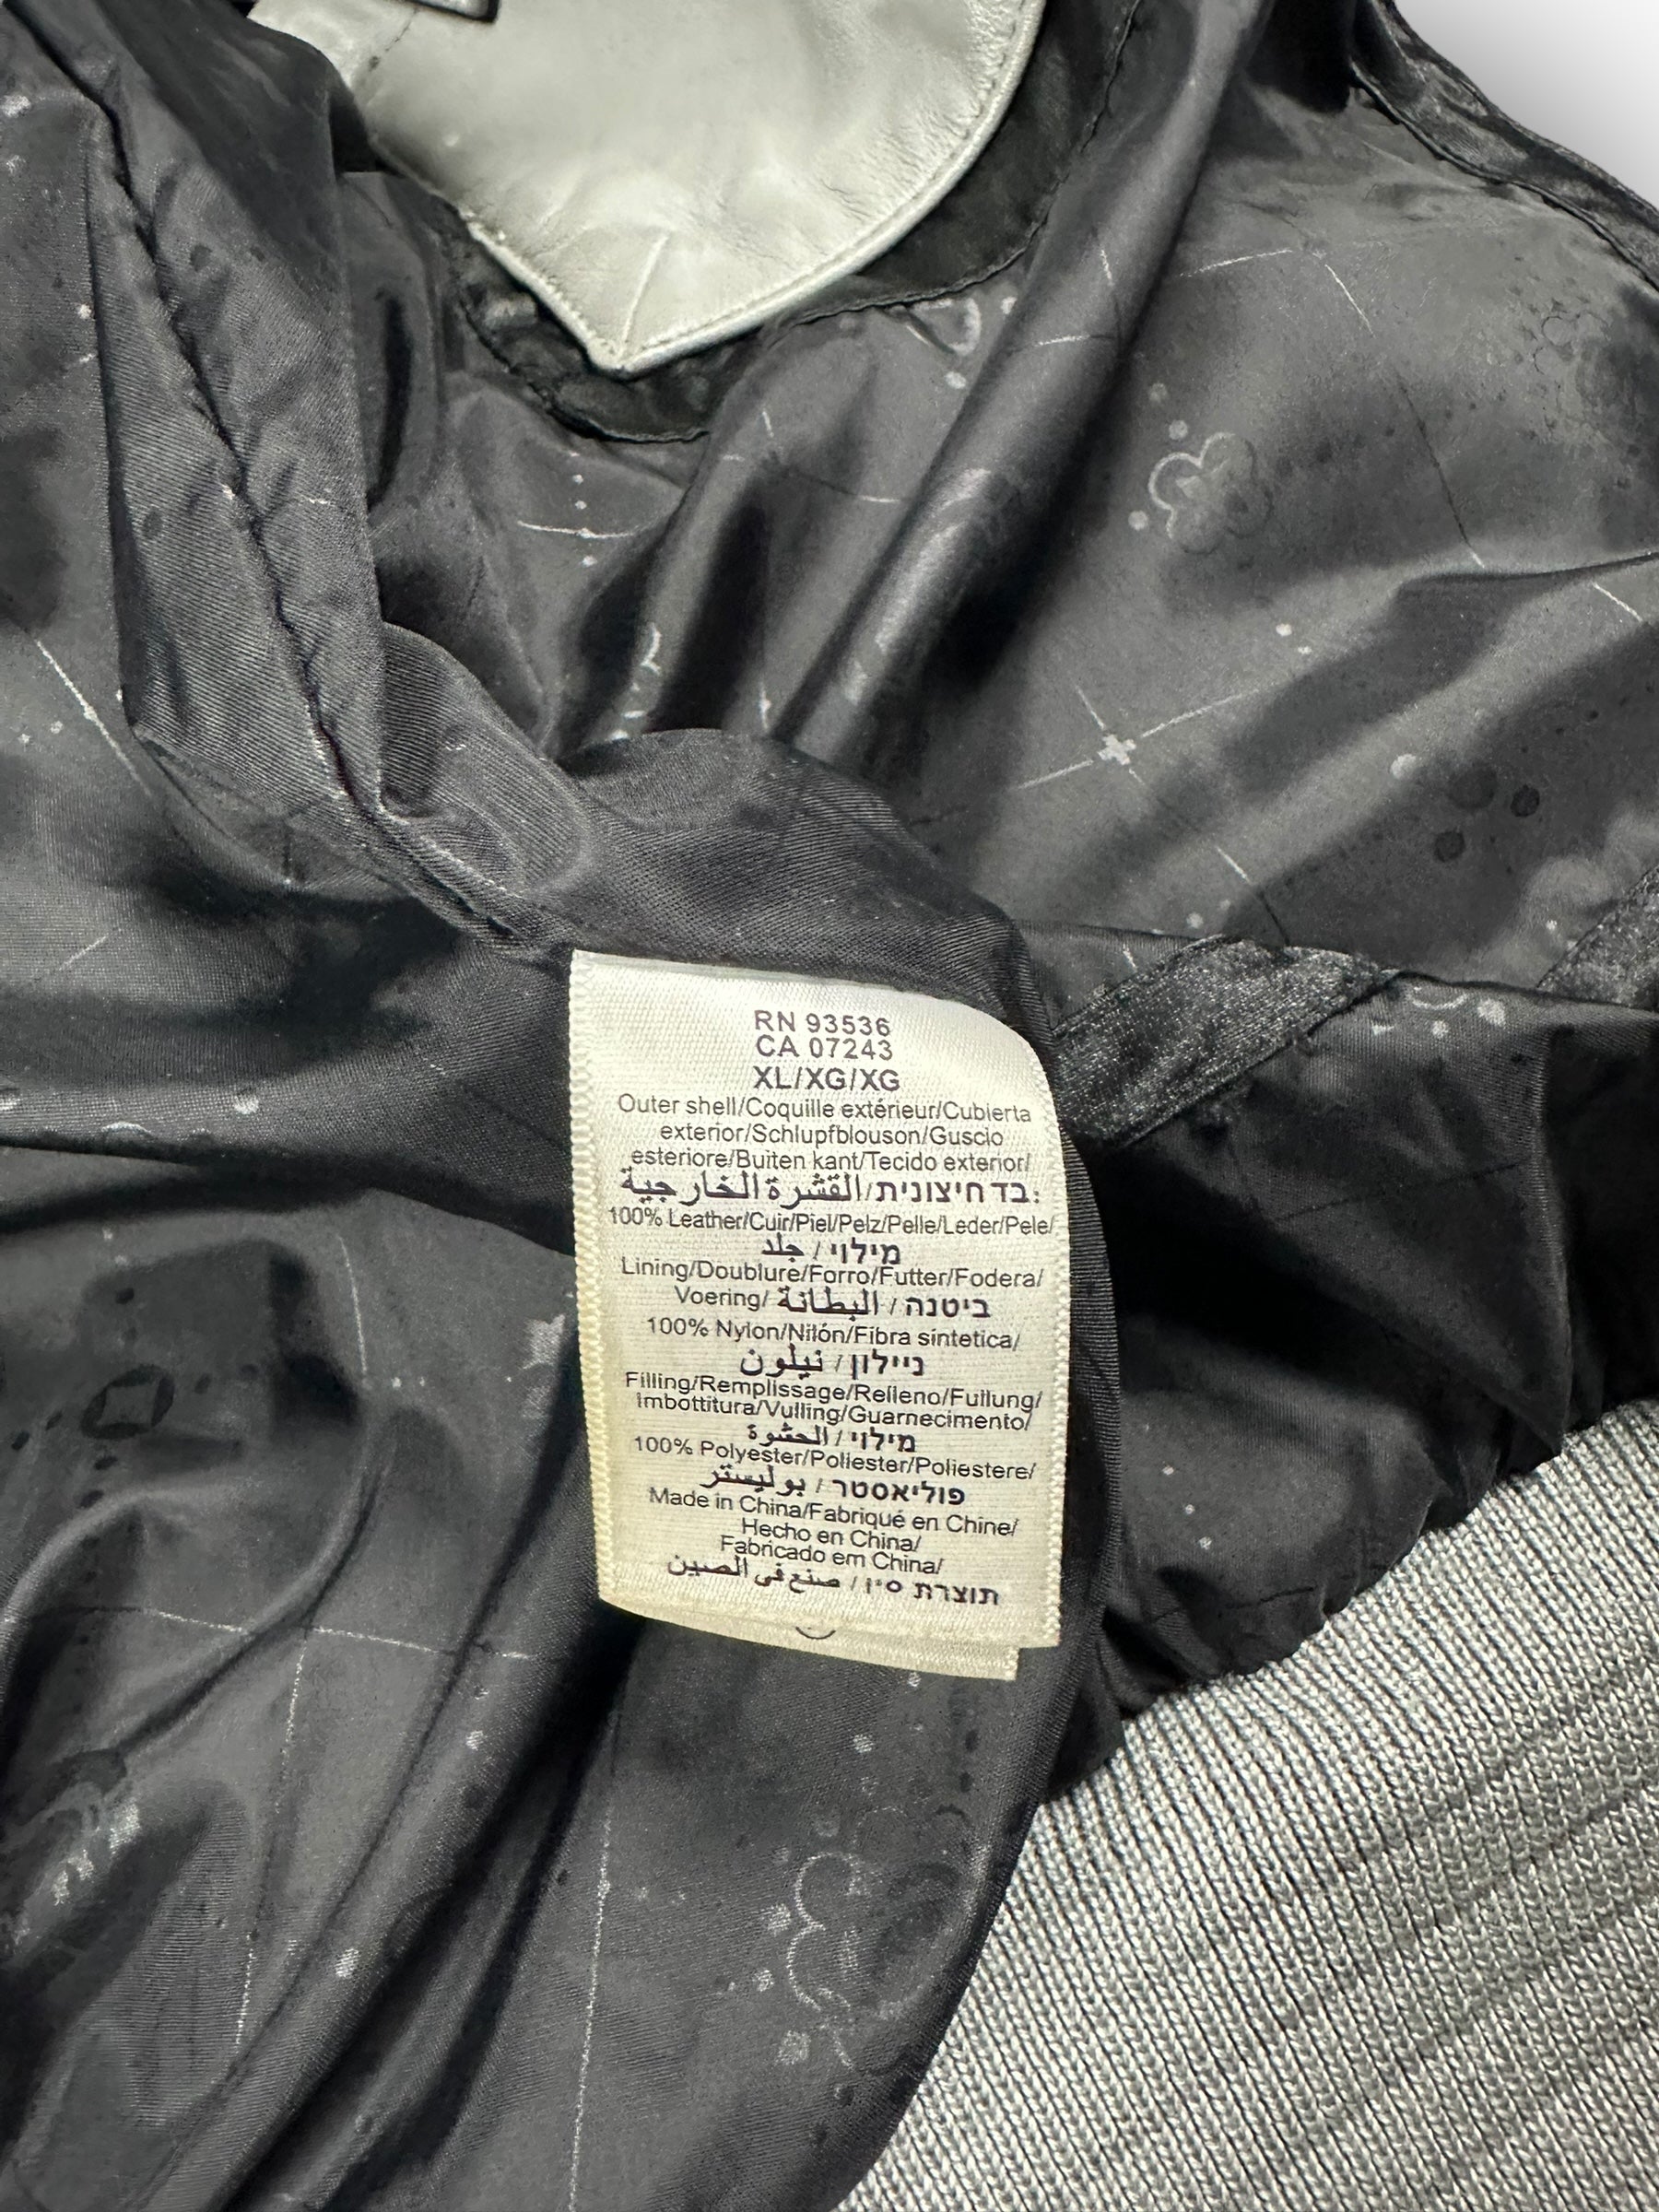 RN 93536
CA 07243
XL/XG/XG
Outer shell/Coquille extérieur/Cubierta
exterior/Schlupfblouson/Guscio
esteriore/Buiten kant/Tecido exterior/
בד חיצונית/القشرة الخارجية:
100% Leather/Cuir/Piel/Pelz/Pelle/Leder/Pele/
מילוי / جلد
Lining/Doublure/Forro/Futter/Fodera/
Voering/ ביטנה / البطانة
100% Nylon/Nilón/Fibra sintetica/
ניילון / نيلون
Filling/Remplissage/Relleno/Fullung/
Imbottitura/Vulling/Guarnecimento/
מילוי / الحشوة
100% Polyester/Poliester/Poliestere/
פוליאסטר / بوليستر
Made in China/Fabriqué en Chine/
Hecho en China/
Fabricado em China/
תוצרת סין / صنع في الصين